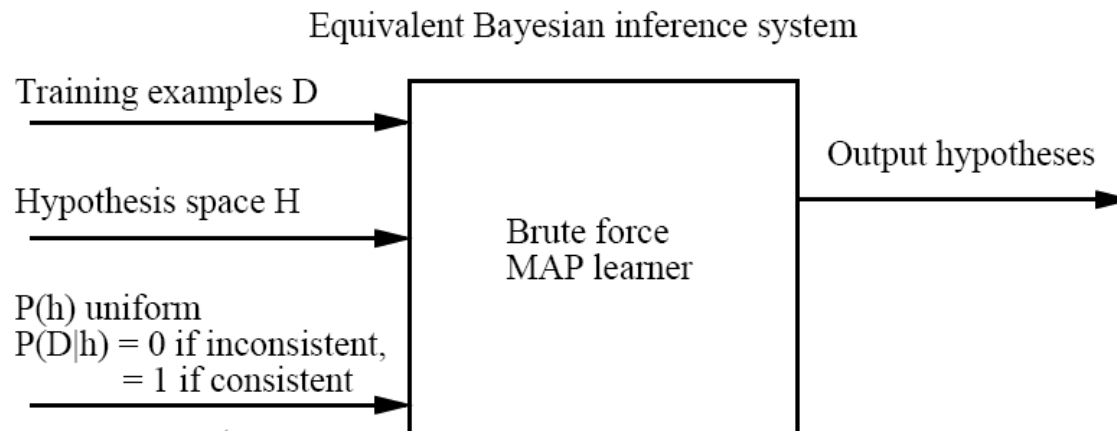 Equivalent Bayesian inference system
Training examples D
Hypothesis space H
P(h) uniform
P(D|h) = 0 if inconsistent,
= 1 if consistent
Brute force
MAP learner
Output hypotheses